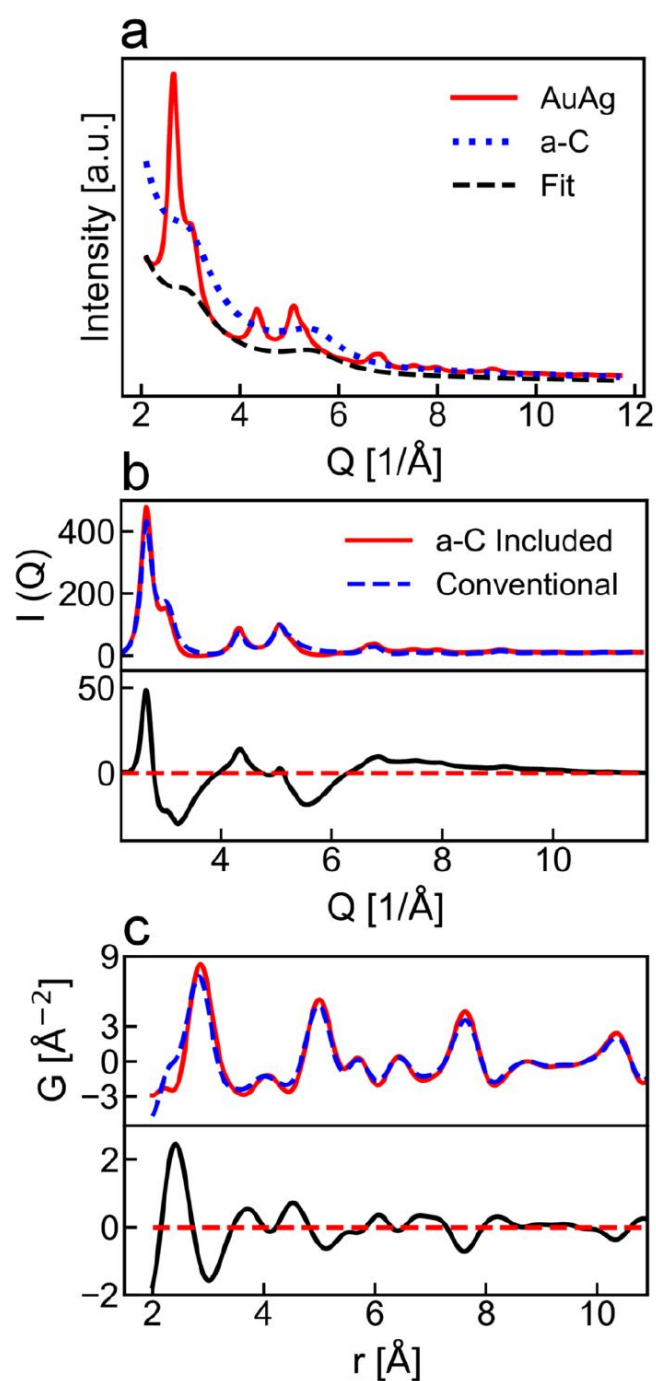 a
Intensity [a.u.]
AuAg
a-C
Fit
2 4 6 8 10 12
Q [1/Å]
b
I (Q)
400
200
0
a-C Included
Conventional
50
0
4 6 8 10
Q [1/Å]
c
G [Å⁻²]
9
3
0
−3
2
0
−2
2 4 6 8 10
r [Å]